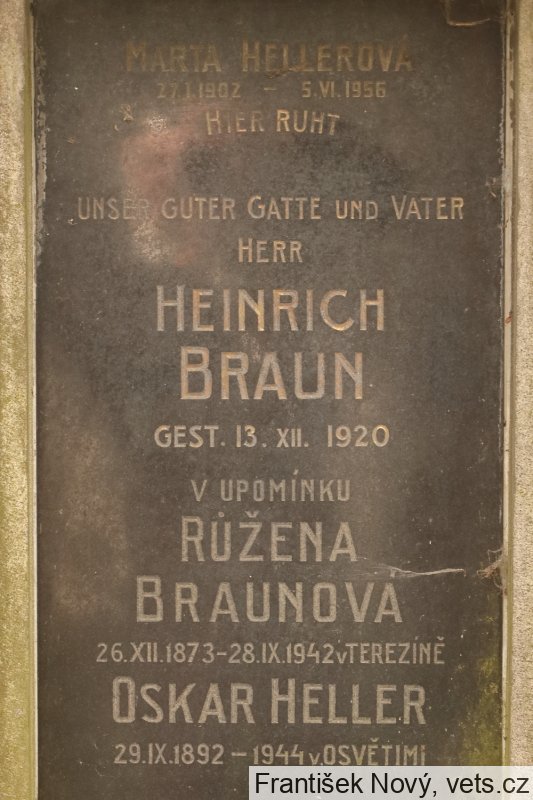 MARTA HELLEROVÁ
27.I.1902 – 5.VI.1956
HIER RUHT
UNSER GUTER GATTE UND VATER
HERR
HEINRICH
BRAUN
GEST. 13. XII. 1920
V UPOMÍNKU
RŮŽENA
BRAUNOVÁ
26.XII.1873–28.IX.1942 V TEREZÍNĚ
OSKAR HELLER
29.IX.1892 – 1944 V. OSVĚTIMI
František Nový, vets.cz